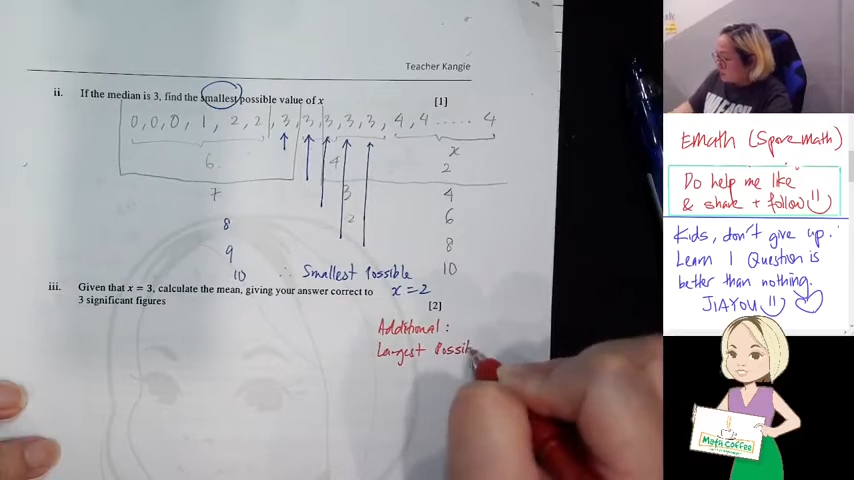 Teacher Kangie
ii. If the median is 3, find the smallest possible value of x [1]
0,0,0, 1, 2, 2, 3, 3, 3, 3, 3, 4, 4 ..... 4
x
6 4 2
7 3 4
8 2 6
9 8
10 10
∴ Smallest Possible
x = 2
iii. Given that x = 3, calculate the mean, giving your answer correct to
3 significant figures [2]
Additional :
Largest Possib
Emath (Spore Math)
Do help me like
& share + follow
Kids, don't give up.
Learn 1 Question is
better than nothing.
JIAYOU !!
Math Coffee